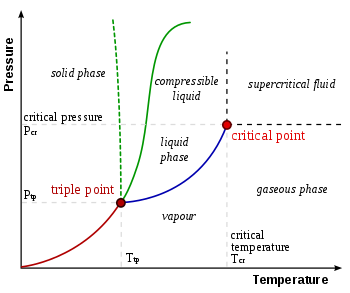 Pressure
solid phase
compressible
liquid
supercritical fluid
critical pressure
Pcr
critical point
liquid
phase
Ptp
triple point
gaseous phase
vapour
critical
temperature
Ttp
Tcr
Temperature